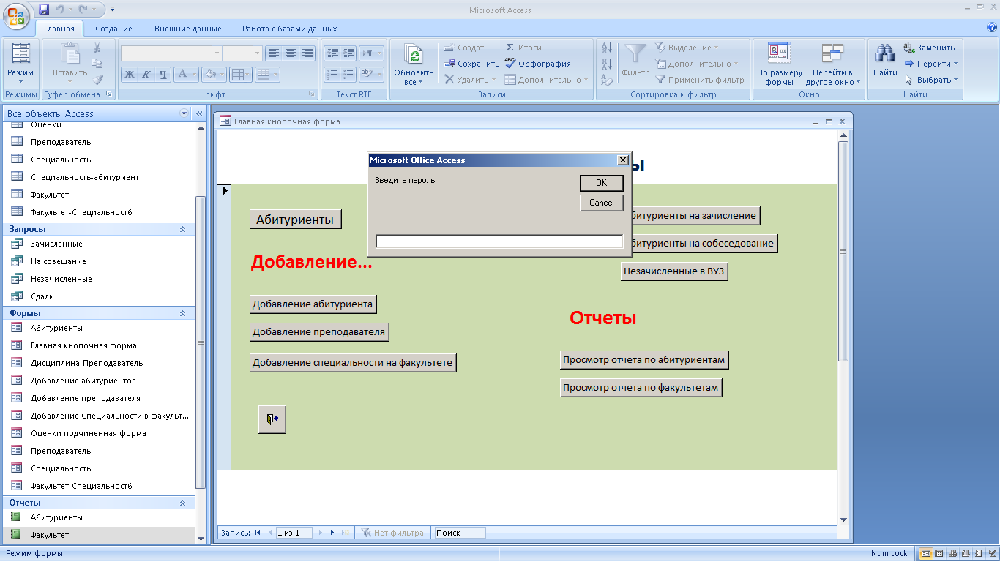 Microsoft Access
Главная Создание Внешние данные Работа с базами данных
Режим
Режимы
Вставить
Буфер обмена
Ж К Ч
А
Шрифт
Текст RTF
Обновить все
Создать
Сохранить
Удалить
Итоги
Орфография
Дополнительно
Записи
Фильтр
Выделение
Дополнительно
Применить фильтр
Сортировка и фильтр
По размеру формы
Перейти в другое окно
Окно
Найти
Заменить
Перейти
Выбрать
Найти
Все объекты Access
Оценки
Преподаватель
Специальность
Специальность-абитуриент
Факультет
Факультет-Специальност6
Запросы
Зачисленные
На совещание
Незачисленные
Сдали
Формы
Абитуриенты
Главная кнопочная форма
Дисциплина-Преподаватель
Добавление абитуриентов
Добавление преподавателя
Добавление Специальности в факульт...
Оценки подчиненная форма
Преподаватель
Специальность
Факультет-Специальност6
Отчеты
Абитуриенты
Факультет
Главная кнопочная форма
ы
Microsoft Office Access
Введите пароль
OK
Cancel
Абитуриенты
Добавление...
Добавление абитуриента
Добавление преподавателя
Добавление специальности на факультете
битуриенты на зачисление
битуриенты на собеседование
Незачисленные в ВУЗ
Отчеты
Просмотр отчета по абитуриентам
Просмотр отчета по факультетам
Запись: 1 из 1 Нет фильтра Поиск
Режим формы
Num Lock